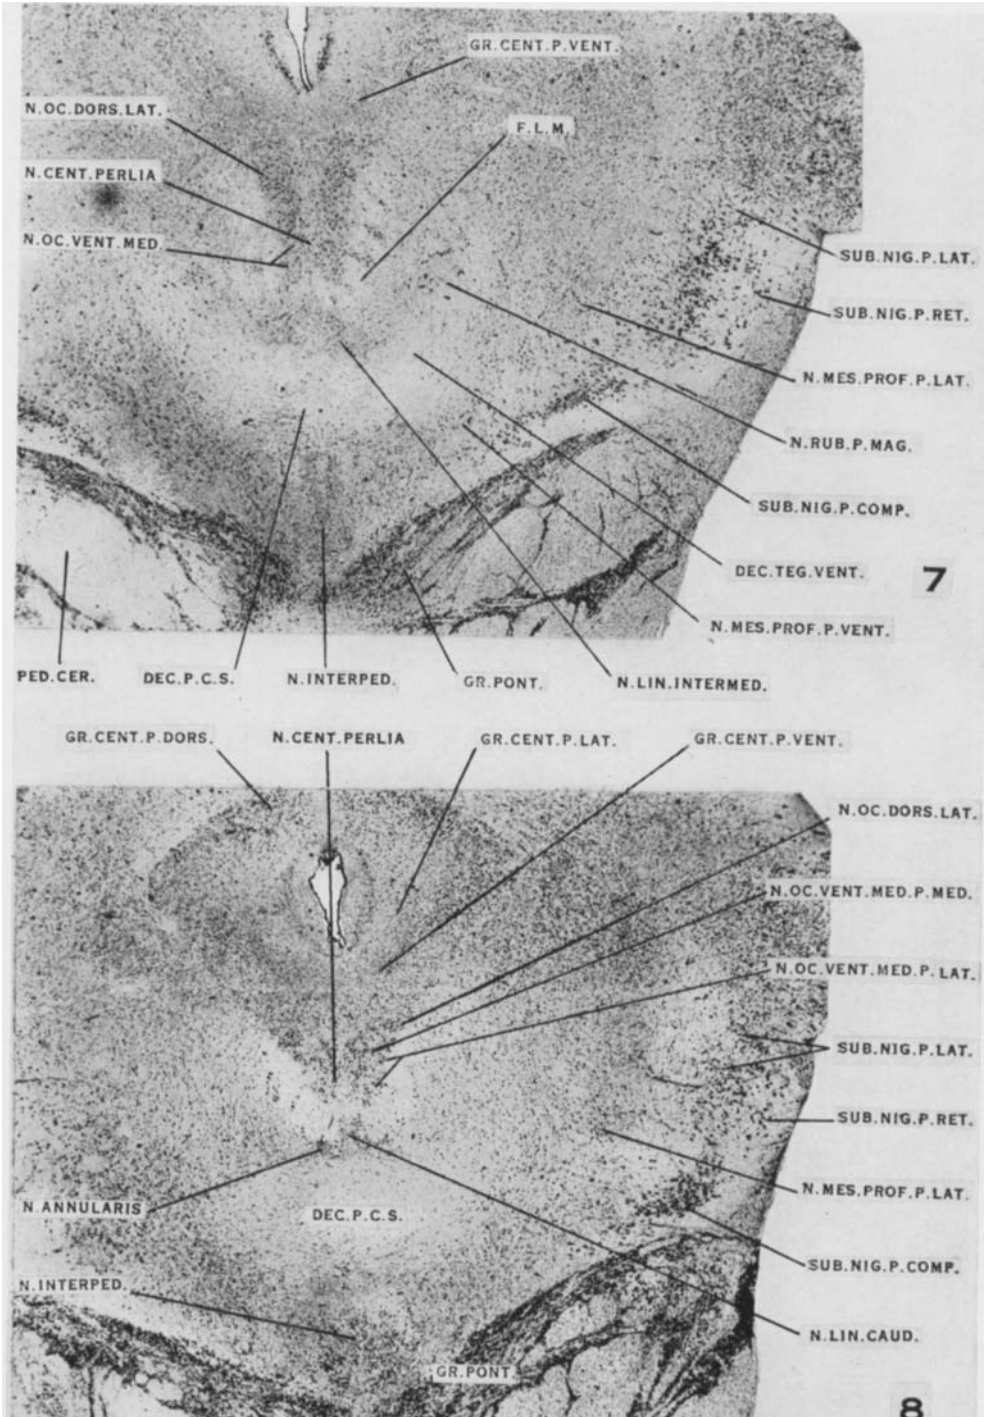 GR.CENT.P.VENT.
N.OC.DORS.LAT.
F.L.M.
N.CENT.PERLIA
N.OC.VENT.MED.
SUB.NIG.P.LAT.
SUB.NIG.P.RET.
N.MES.PROF.P.LAT.
N.RUB.P.MAG.
SUB.NIG.P.COMP.
DEC.TEG.VENT.
7
N.MES.PROF.P.VENT.
PED.CER.
DEC.P.C.S.
N.INTERPED.
GR.PONT.
N.LIN.INTERMED.
GR.CENT.P.DORS.
N.CENT.PERLIA
GR.CENT.P.LAT.
GR.CENT.P.VENT.
N.OC.DORS.LAT.
N.OC.VENT.MED.P.MED.
N.OC.VENT.MED.P.LAT.
SUB.NIG.P.LAT.
SUB.NIG.P.RET.
N.MES.PROF.P.LAT.
N.ANNULARIS
DEC.P.C.S.
SUB.NIG.P.COMP.
N.INTERPED.
N.LIN.CAUD.
GR.PONT.
8